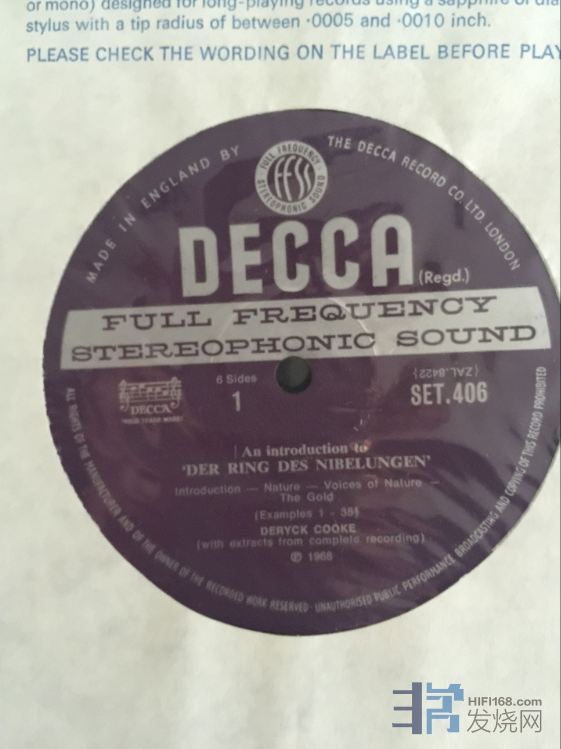 or mono) designed for long-playing records using a sapphire or dia
stylus with a tip radius of between ·0005 and ·0010 inch.
PLEASE CHECK THE WORDING ON THE LABEL BEFORE PLAY
MADE IN ENGLAND BY
THE DECCA RECORD CO. LTD. LONDON
FULL FREQUENCY
ffss
STEREOPHONIC SOUND
DECCA (Regd.)
FULL FREQUENCY
STEREOPHONIC SOUND
DECCA
6 Sides
1
{ZAL.8422}
SET.406
An introduction to
'DER RING DES NIBELUNGEN'
Introduction — Nature — Voices of Nature —
The Gold
(Examples 1 - 38)
DERYCK COOKE
(with extracts from complete recording)
℗ 1968
ALL RIGHTS OF THE MANUFACTURER AND OF THE OWNER OF THE RECORDED WORK RESERVED · UNAUTHORISED PUBLIC PERFORMANCE BROADCASTING AND COPYING OF THIS RECORD PROHIBITED
HIFI168.com
发烧网